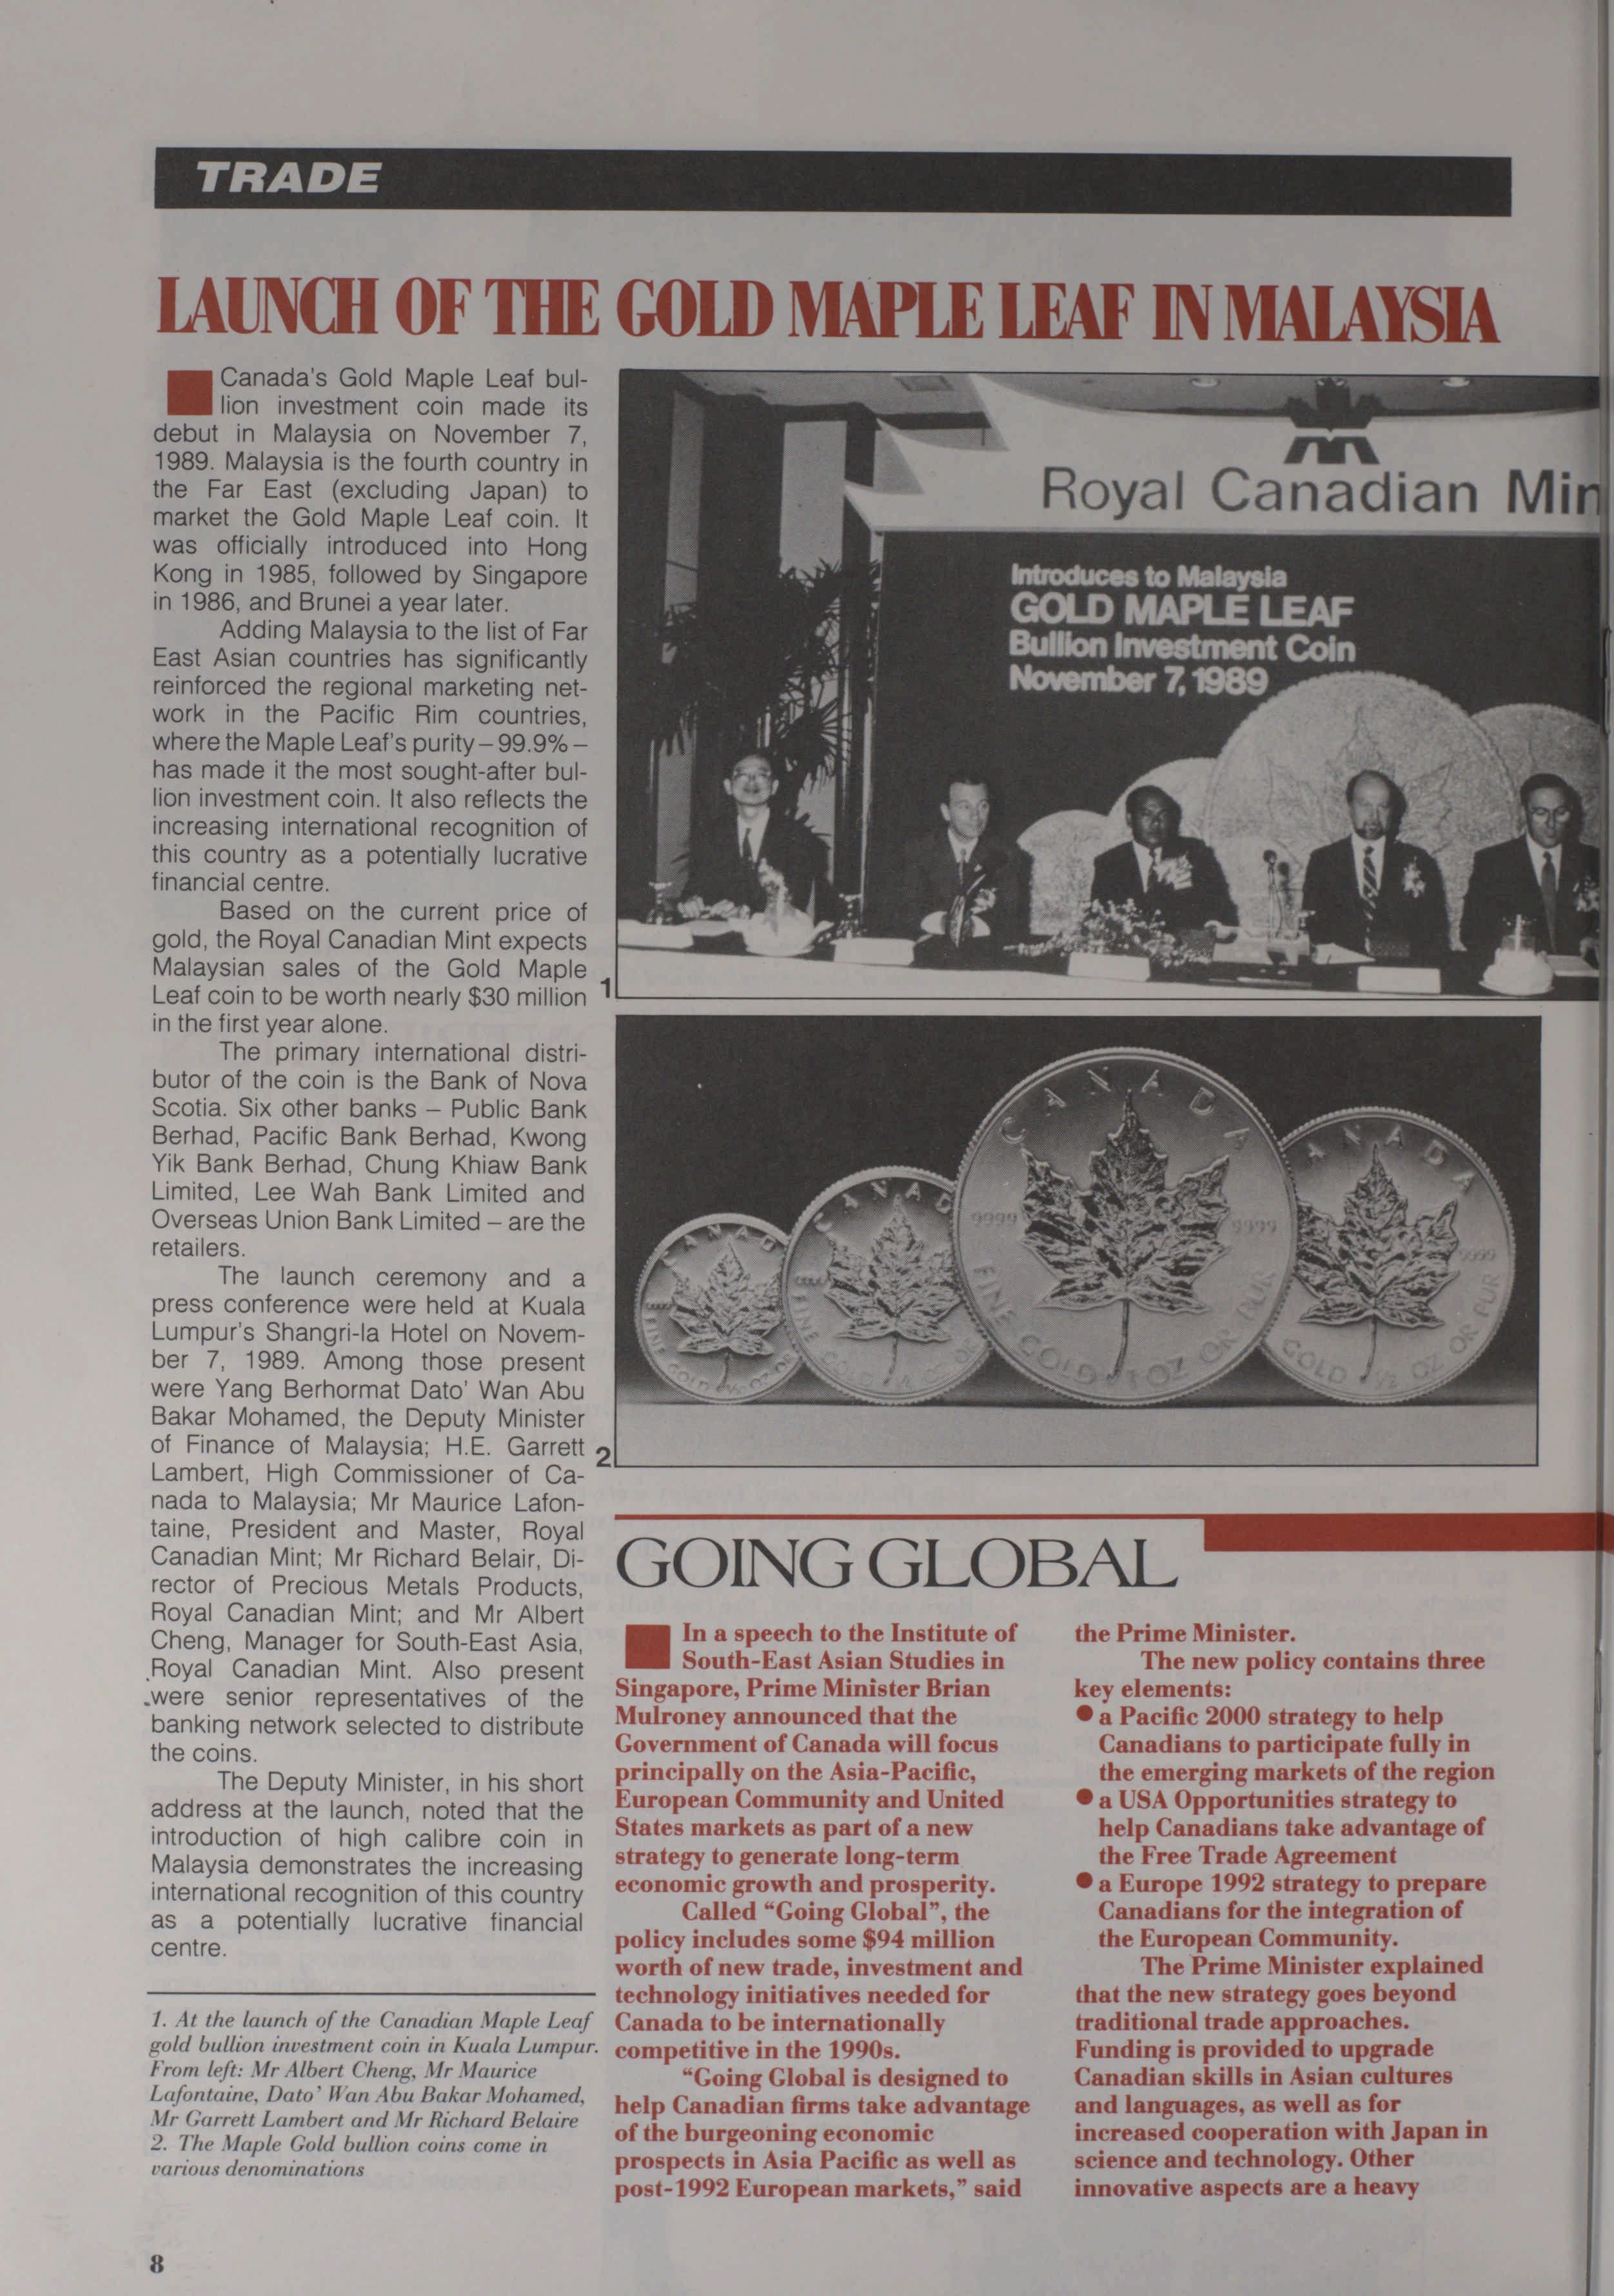 TRADE
LAUNCH OF THE GOLD MAPLE LEAF IN MALAYSIA
Canada's Gold Maple Leaf bul-
lion investment coin made its
debut in Malaysia on November 7,
1989. Malaysia is the fourth country in
the Far East (excluding Japan) to
market the Gold Maple Leaf coin. It
was officially introduced into Hong
Kong in 1985, followed by Singapore
in 1986, and Brunei a year later.
Adding Malaysia to the list of Far
East Asian countries has significantly
reinforced the regional marketing net-
work in the Pacific Rim countries,
where the Maple Leaf's purity – 99.9% –
has made it the most sought-after bul-
lion investment coin. It also reflects the
increasing international recognition of
this country as a potentially lucrative
financial centre.
Based on the current price of
gold, the Royal Canadian Mint expects
Malaysian sales of the Gold Maple
Leaf coin to be worth nearly $30 million
in the first year alone.
The primary international distri-
butor of the coin is the Bank of Nova
Scotia. Six other banks – Public Bank
Berhad, Pacific Bank Berhad, Kwong
Yik Bank Berhad, Chung Khiaw Bank
Limited, Lee Wah Bank Limited and
Overseas Union Bank Limited – are the
retailers.
The launch ceremony and a
press conference were held at Kuala
Lumpur's Shangri-la Hotel on Novem-
ber 7, 1989. Among those present
were Yang Berhormat Dato' Wan Abu
Bakar Mohamed, the Deputy Minister
of Finance of Malaysia; H.E. Garrett
Lambert, High Commissioner of Ca-
nada to Malaysia; Mr Maurice Lafon-
taine, President and Master, Royal
Canadian Mint; Mr Richard Belair, Di-
rector of Precious Metals Products,
Royal Canadian Mint; and Mr Albert
Cheng, Manager for South-East Asia,
Royal Canadian Mint. Also present
were senior representatives of the
banking network selected to distribute
the coins.
The Deputy Minister, in his short
address at the launch, noted that the
introduction of high calibre coin in
Malaysia demonstrates the increasing
international recognition of this country
as a potentially lucrative financial
centre.
1. At the launch of the Canadian Maple Leaf
gold bullion investment coin in Kuala Lumpur.
From left: Mr Albert Cheng, Mr Maurice
Lafontaine, Dato' Wan Abu Bakar Mohamed,
Mr Garrett Lambert and Mr Richard Belaire
2. The Maple Gold bullion coins come in
various denominations
Royal Canadian Min
Introduces to Malaysia
GOLD MAPLE LEAF
Bullion Investment Coin
November 7, 1989
1
CANADA
FINE GOLD OZ OR
CANADA
FINE GOLD OZ OR
CANADA
9999 9999
FINE GOLD 1 OZ OR PUR
CANADA
9999
GOLD 1/2 OZ OR PUR
2
GOING GLOBAL
In a speech to the Institute of
South-East Asian Studies in
Singapore, Prime Minister Brian
Mulroney announced that the
Government of Canada will focus
principally on the Asia-Pacific,
European Community and United
States markets as part of a new
strategy to generate long-term
economic growth and prosperity.
Called “Going Global”, the
policy includes some $94 million
worth of new trade, investment and
technology initiatives needed for
Canada to be internationally
competitive in the 1990s.
“Going Global is designed to
help Canadian firms take advantage
of the burgeoning economic
prospects in Asia Pacific as well as
post-1992 European markets,” said
the Prime Minister.
The new policy contains three
key elements:
● a Pacific 2000 strategy to help
Canadians to participate fully in
the emerging markets of the region
● a USA Opportunities strategy to
help Canadians take advantage of
the Free Trade Agreement
● a Europe 1992 strategy to prepare
Canadians for the integration of
the European Community.
The Prime Minister explained
that the new strategy goes beyond
traditional trade approaches.
Funding is provided to upgrade
Canadian skills in Asian cultures
and languages, as well as for
increased cooperation with Japan in
science and technology. Other
innovative aspects are a heavy
8